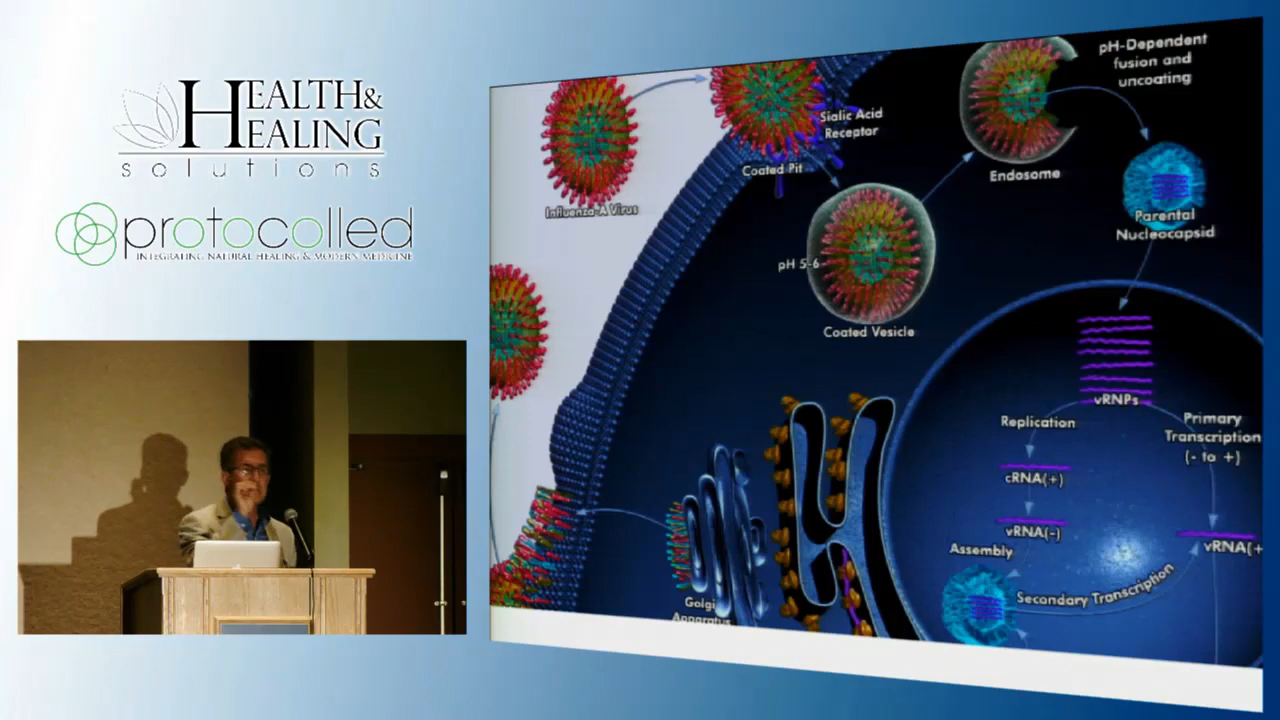 HEALTH&
HEALING
solutions
protocolled
INTEGRATING NATURAL HEALING & MODERN MEDICINE
pH-Dependent
fusion and
uncoating
Sialic Acid
Receptor
Coated Pit
Endosome
Influenza-A Virus
Parental
Nucleocapsid
pH 5-6
Coated Vesicle
vRNPs
Replication
Primary
Transcription
(- to +)
cRNA(+)
vRNA(-)
vRNA(+
Assembly
Secondary Transcription
Golgi
Apparatus